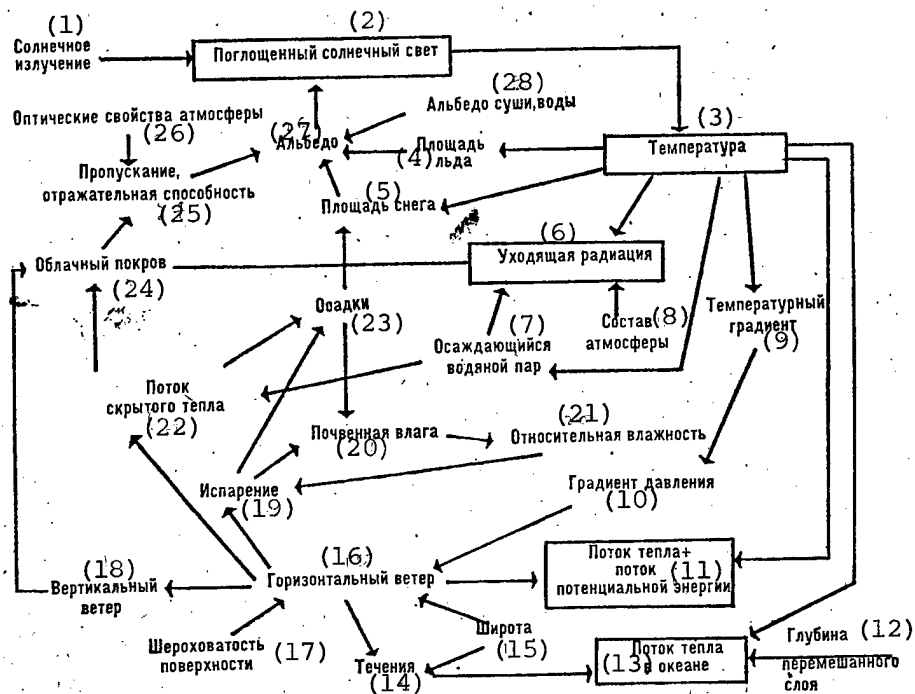 (1)
Солнечное
излучение
(2)
Поглощенный солнечный свет
(28)
Альбедо суши, воды
Оптические свойства атмосферы
(26)
(27)
Альбедо
(4)
Площадь
льда
(3)
Температура
Пропускание,
отражательная способность
(25)
(5)
Площадь снега
(6)
Уходящая радиация
Облачный покров
(24)
Осадки
(23)
(7)
Осаждающийся
водяной пар
Состав (8)
атмосферы
Температурный
градиент
(9)
Поток
скрытого тепла
(22)
Почвенная влага
(20)
(21)
Относительная влажность
Испарение
(19)
Градиент давления
(10)
(16)
Горизонтальный ветер
Поток тепла+
поток (11)
потенциальной энергии
(18)
Вертикальный
ветер
Шероховатость
поверхности (17)
Широта
(15)
Течения
(14)
(13) Поток тепла
в океане
Глубина (12)
перемешанного
слоя